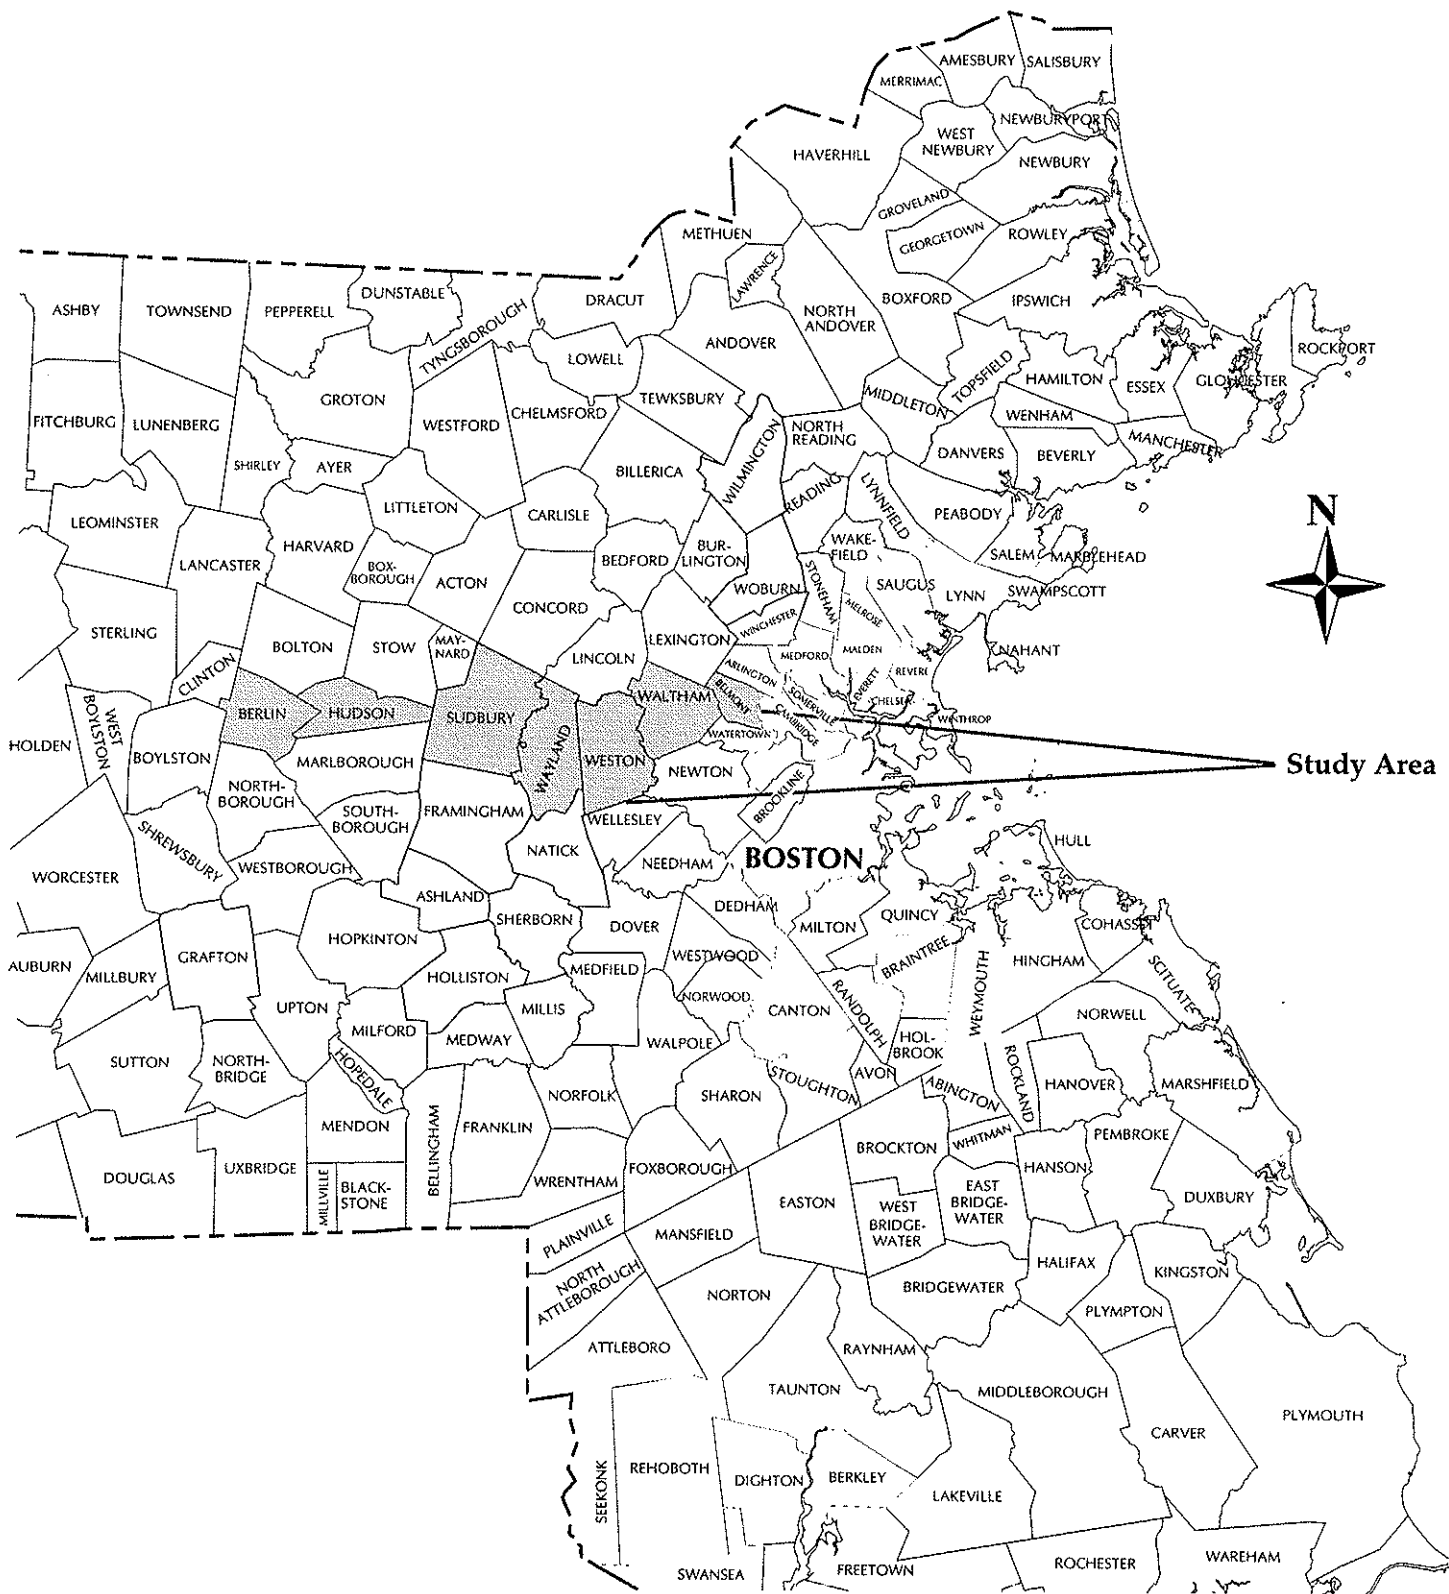 AMESBURY
SALISBURY
MERRIMAC
NEWBURYPORT
WEST
NEWBURY
HAVERHILL
NEWBURY
GROVELAND
METHUEN
GEORGETOWN
ROWLEY
LAWRENCE
DUNSTABLE
DRACUT
BOXFORD
IPSWICH
ASHBY
TOWNSEND
PEPPERELL
NORTH
ANDOVER
TYNGSBOROUGH
ANDOVER
ROCKPORT
LOWELL
TOPSFIELD
HAMILTON
ESSEX
GLOUCESTER
GROTON
TEWKSBURY
MIDDLETON
CHELMSFORD
WENHAM
FITCHBURG
LUNENBERG
WESTFORD
NORTH
READING
MANCHESTER
DANVERS
BEVERLY
WILMINGTON
SHIRLEY
AYER
BILLERICA
READING
LYNNFIELD
LITTLETON
N
CARLISLE
PEABODY
LEOMINSTER
HARVARD
WAKE-
FIELD
BUR-
LINGTON
SALEM
MARBLEHEAD
LANCASTER
BOX-
BOROUGH
ACTON
BEDFORD
STONEHAM
SAUGUS
LYNN
SWAMPSCOTT
WOBURN
CONCORD
MELROSE
STERLING
WINCHESTER
BOLTON
STOW
MAY-
NARD
LEXINGTON
LINCOLN
MEDFORD
MALDEN
NAHANT
CLINTON
ARLINGTON
REVERE
EVERETT
CHELSEA
BELMONT
SOMERVILLE
WALTHAM
BERLIN
HUDSON
SUDBURY
CAMBRIDGE
WINTHROP
WEST
BOYLSTON
WATERTOWN
HOLDEN
BOYLSTON
MARLBOROUGH
WAYLAND
WESTON
NEWTON
Study Area
NORTH-
BOROUGH
BROOKLINE
SOUTH-
BOROUGH
FRAMINGHAM
WELLESLEY
SHREWSBURY
NATICK
NEEDHAM
BOSTON
HULL
WESTBOROUGH
WORCESTER
ASHLAND
SHERBORN
DEDHAM
QUINCY
COHASSET
HOPKINTON
DOVER
MILTON
GRAFTON
WESTWOOD
BRAINTREE
HINGHAM
AUBURN
MILLBURY
HOLLISTON
MEDFIELD
SCITUATE
NORWOOD
WEYMOUTH
UPTON
MILLIS
CANTON
RANDOLPH
NORWELL
MILFORD
MEDWAY
WALPOLE
HOL-
BROOK
SUTTON
NORTH-
BRIDGE
HOPEDALE
AVON
ROCKLAND
HANOVER
MARSHFIELD
NORFOLK
SHARON
STOUGHTON
ABINGTON
MENDON
BELLINGHAM
FRANKLIN
BROCKTON
WHITMAN
PEMBROKE
DOUGLAS
UXBRIDGE
FOXBOROUGH
HANSON
MILLVILLE
BLACK-
STONE
WRENTHAM
EASTON
WEST
BRIDGE-
WATER
EAST
BRIDGE-
WATER
DUXBURY
PLAINVILLE
MANSFIELD
HALIFAX
KINGSTON
NORTH
ATTLEBOROUGH
NORTON
BRIDGEWATER
PLYMPTON
ATTLEBORO
RAYNHAM
TAUNTON
MIDDLEBOROUGH
PLYMOUTH
CARVER
SEEKONK
REHOBOTH
DIGHTON
BERKLEY
LAKEVILLE
SWANSEA
FREETOWN
ROCHESTER
WAREHAM